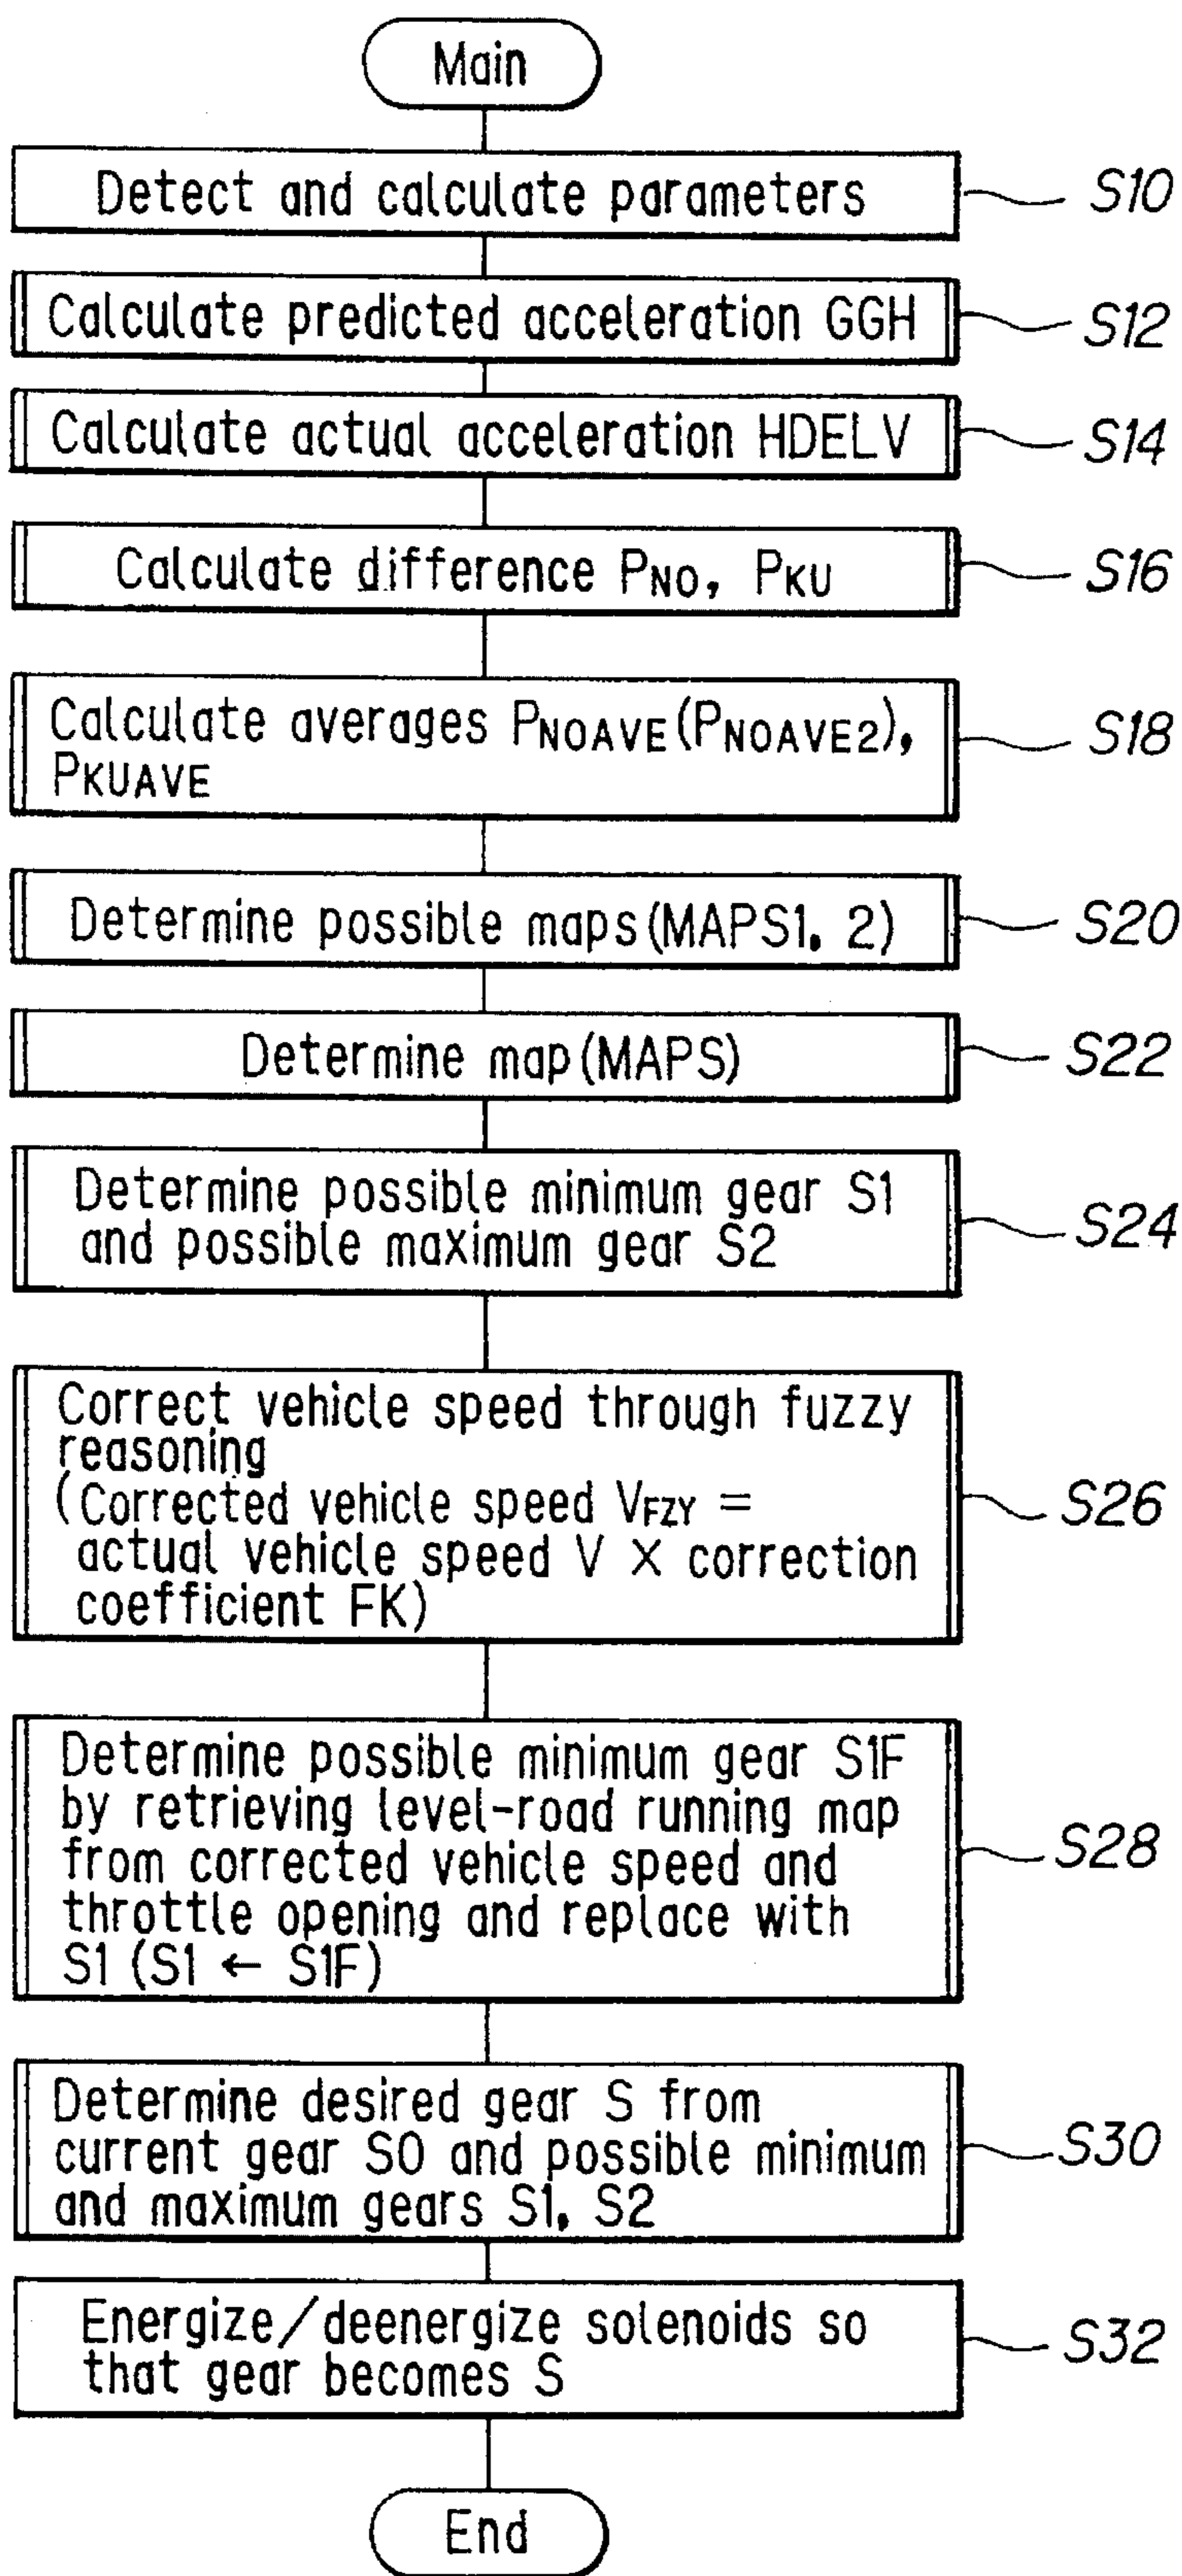 Main
Detect and calculate parameters
S10
Calculate predicted acceleration GGH
S12
Calculate actual acceleration HDELV
S14
Calculate difference PNO, PKU
S16
Calculate averages PNOAVE(PNOAVE2),
PKUAVE
S18
Determine possible maps(MAPS1, 2)
S20
Determine map(MAPS)
S22
Determine possible minimum gear S1
and possible maximum gear S2
S24
Correct vehicle speed through fuzzy
reasoning
(Corrected vehicle speed VFZY =
actual vehicle speed V × correction
coefficient FK)
S26
Determine possible minimum gear S1F
by retrieving level-road running map
from corrected vehicle speed and
throttle opening and replace with
S1 (S1 ← S1F)
S28
Determine desired gear S from
current gear S0 and possible minimum
and maximum gears S1, S2
S30
Energize/deenergize solenoids so
that gear becomes S
S32
End